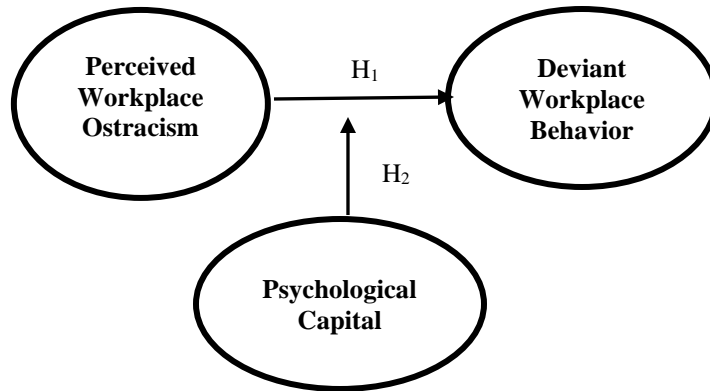 Perceived
Workplace
Ostracism
H₁
Deviant
Workplace
Behavior
H₂
Psychological
Capital